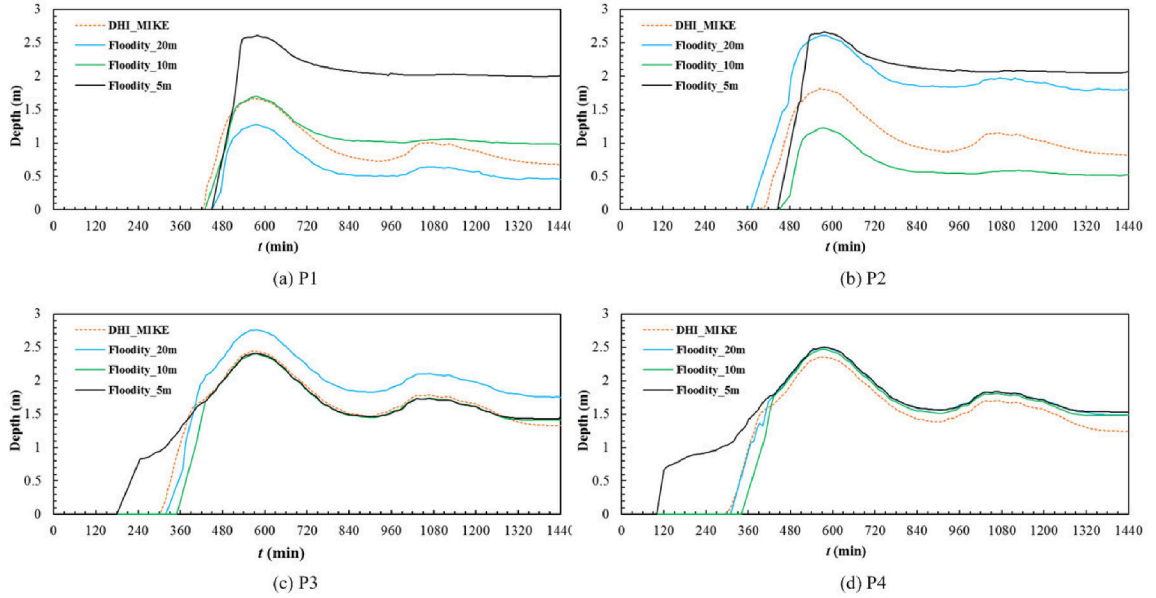 3
2.5
2
1.5
1
0.5
0
Depth (m)
DHI_MIKE
Floodity_20m
Floodity_10m
Floodity_5m
0 120 240 360 480 600 720 840 960 1080 1200 1320 1440
t (min)
(a) P1
3
2.5
2
1.5
1
0.5
0
Depth (m)
DHI_MIKE
Floodity_20m
Floodity_10m
Floodity_5m
0 120 240 360 480 600 720 840 960 1080 1200 1320 1440
t (min)
(b) P2
3
2.5
2
1.5
1
0.5
0
Depth (m)
DHI_MIKE
Floodity_20m
Floodity_10m
Floodity_5m
0 120 240 360 480 600 720 840 960 1080 1200 1320 1440
t (min)
(c) P3
3
2.5
2
1.5
1
0.5
0
Depth (m)
DHI_MIKE
Floodity_20m
Floodity_10m
Floodity_5m
0 120 240 360 480 600 720 840 960 1080 1200 1320 1440
t (min)
(d) P4